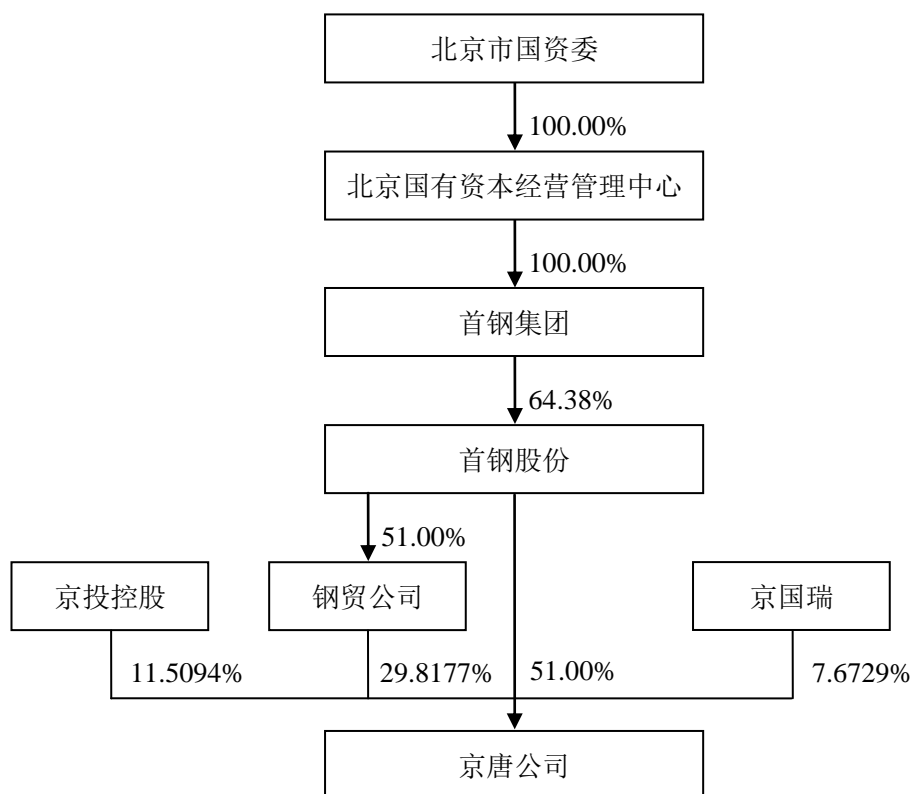 北京市国资委
100.00%
北京国有资本经营管理中心
100.00%
首钢集团
64.38%
首钢股份
51.00%
京投控股
钢贸公司
京国瑞
11.5094%
29.8177%
51.00%
7.6729%
京唐公司